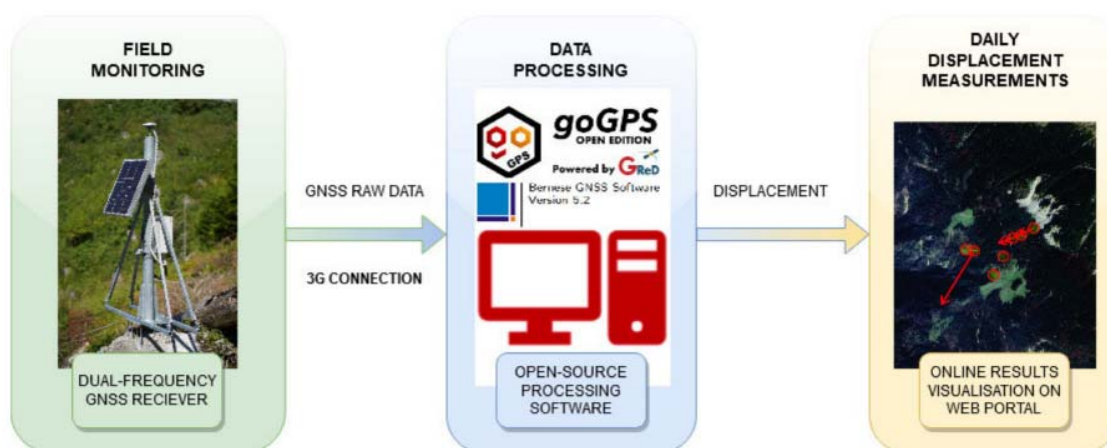 FIELD
MONITORING
DUAL-FREQUENCY
GNSS RECIEVER
GNSS RAW DATA
3G CONNECTION
DATA
PROCESSING
go
GPS
goGPS
OPEN EDITION
Powered by GReD
Bernese GNSS Software
Version 5.2
OPEN-SOURCE
PROCESSING
SOFTWARE
DISPLACEMENT
DAILY
DISPLACEMENT
MEASUREMENTS
ONLINE RESULTS
VISUALISATION ON
WEB PORTAL